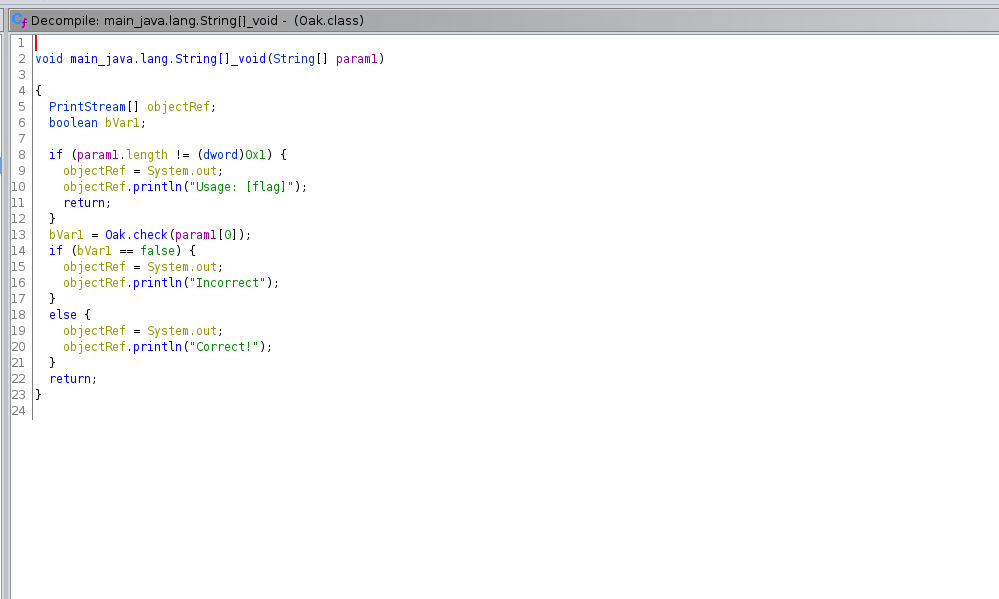 Decompile: main_java.lang.String[]_void - (Oak.class)
1
2 void main_java.lang.String[]_void(String[] param1)
3
4 {
5 PrintStream[] objectRef;
6 boolean bVar1;
7
8 if (param1.length != (dword)0x1) {
9 objectRef = System.out;
10 objectRef.println("Usage: [flag]");
11 return;
12 }
13 bVar1 = Oak.check(param1[0]);
14 if (bVar1 == false) {
15 objectRef = System.out;
16 objectRef.println("Incorrect");
17 }
18 else {
19 objectRef = System.out;
20 objectRef.println("Correct!");
21 }
22 return;
23 }
24